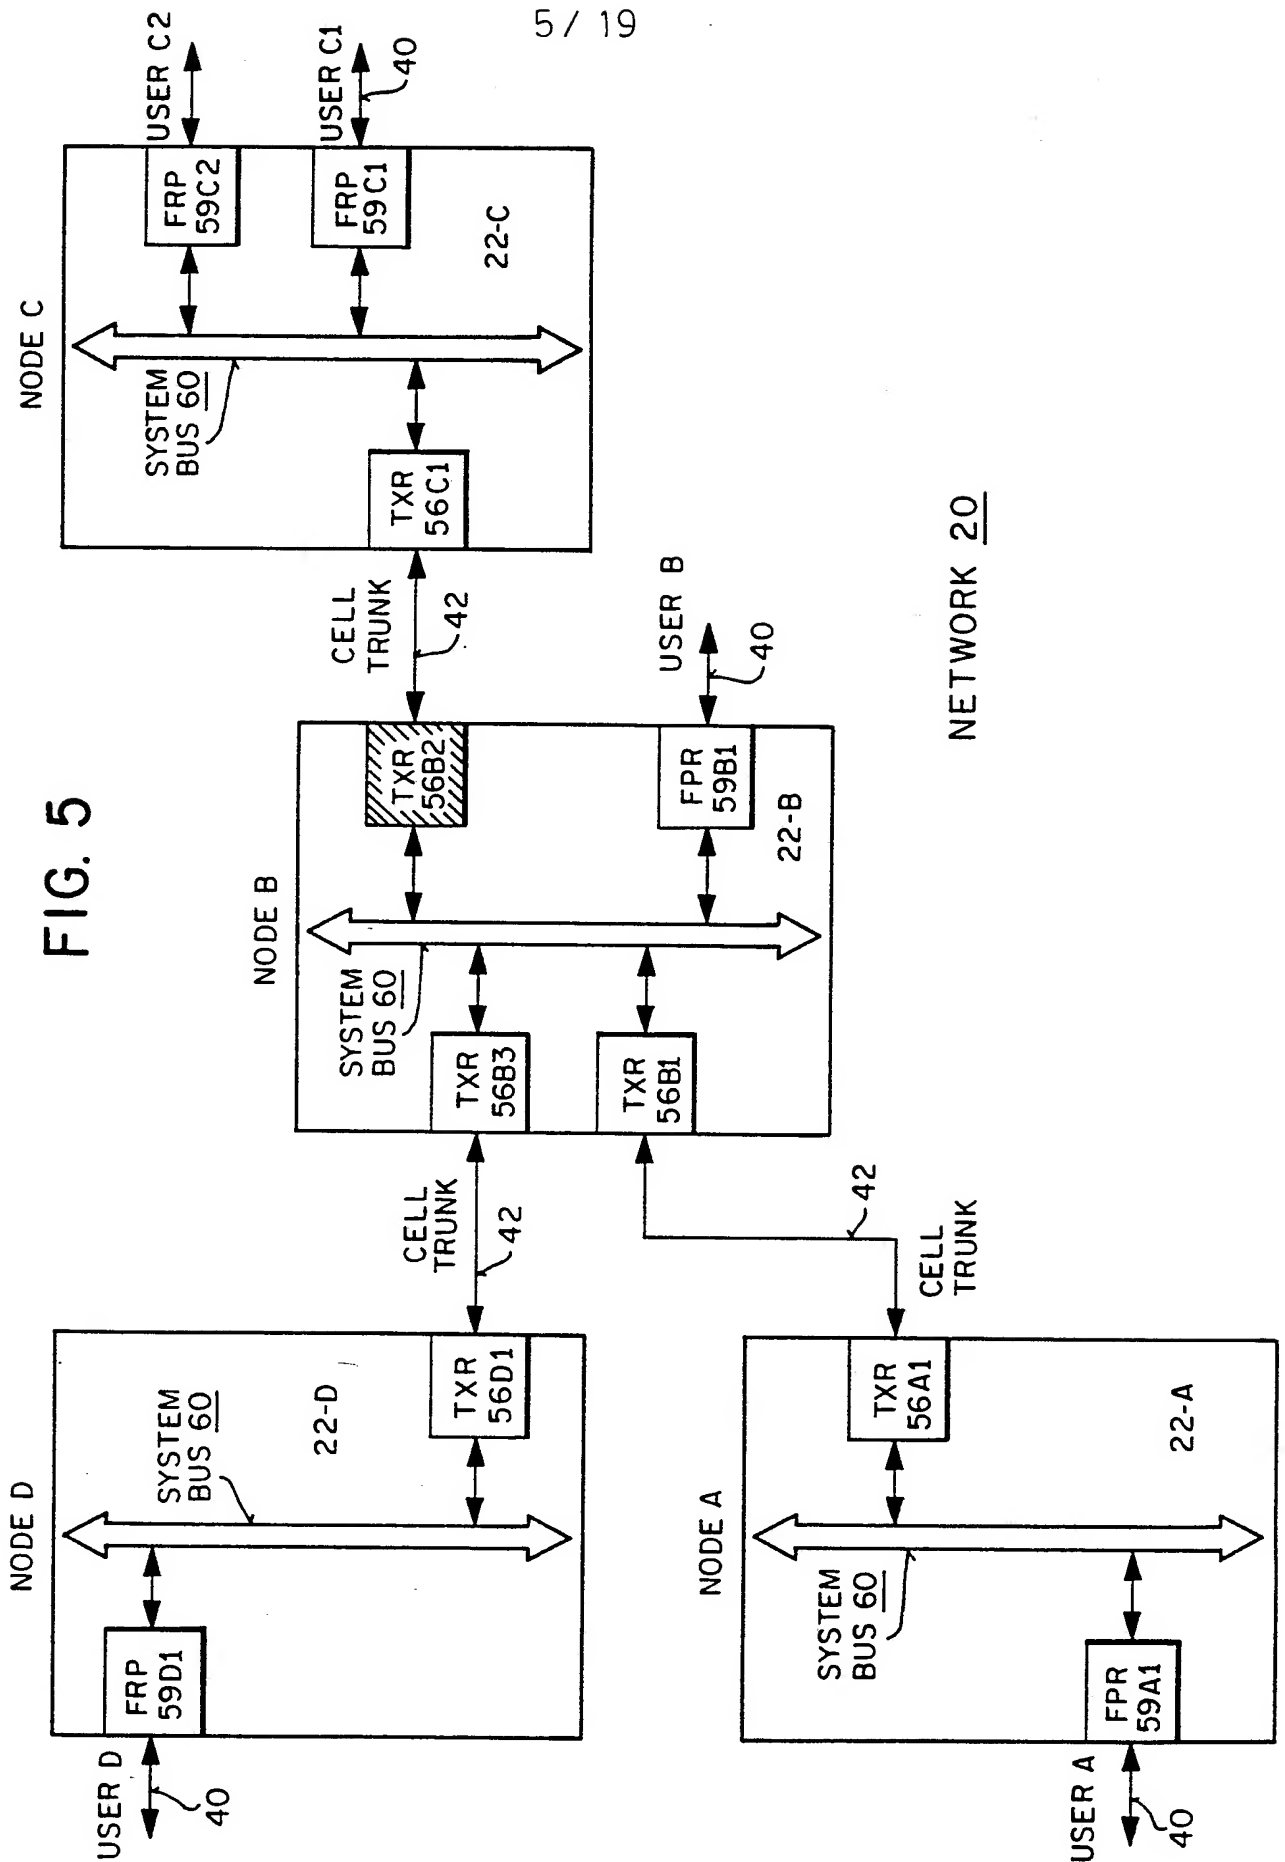 5 / 19
FIG. 5
NODE D
USER D
40
FRP
59D1
SYSTEM
BUS 60
22-D
TXR
56D1
CELL
TRUNK
42
NODE A
USER A
40
FPR
59A1
SYSTEM
BUS 60
22-A
TXR
56A1
CELL
TRUNK
42
NODE B
SYSTEM
BUS 60
TXR
56B3
TXR
56B1
TXR
56B2
FPR
59B1
22-B
USER B
40
CELL
TRUNK
42
NODE C
SYSTEM
BUS 60
TXR
56C1
FRP
59C2
FRP
59C1
22-C
USER C2
USER C1
40
NETWORK 20